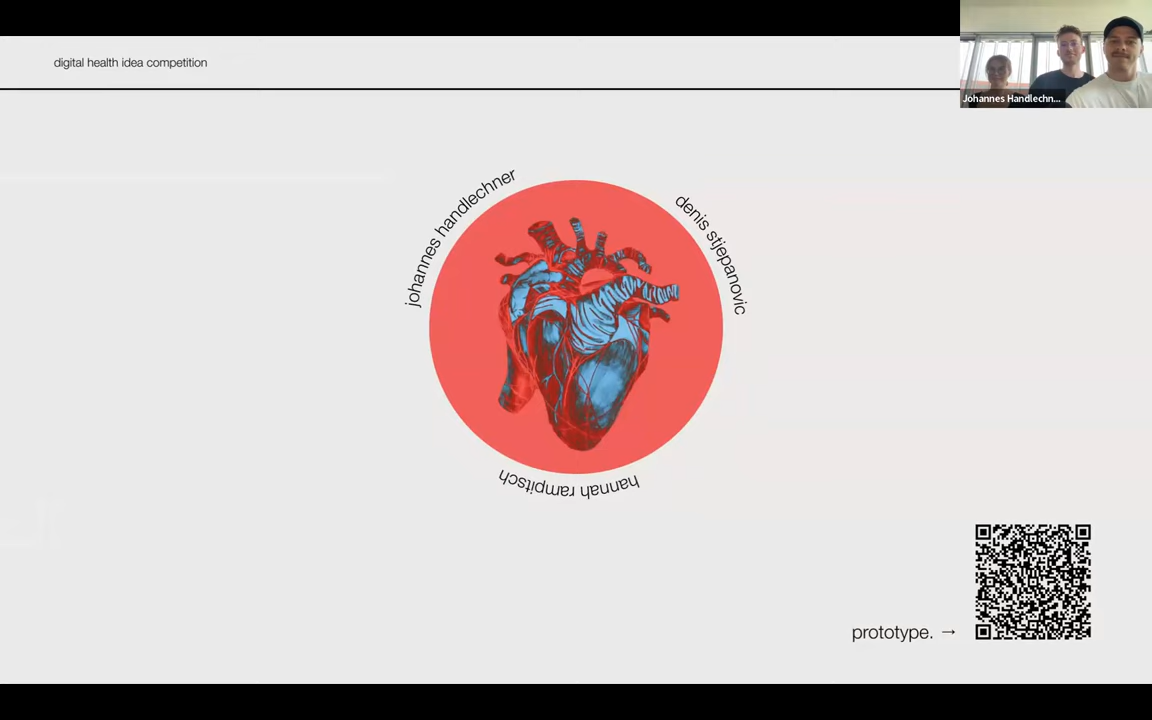 digital health idea competition
Johannes Handlechn...
johannes handlechner
denis stjepanovic
hannah rampitsch
prototype. →